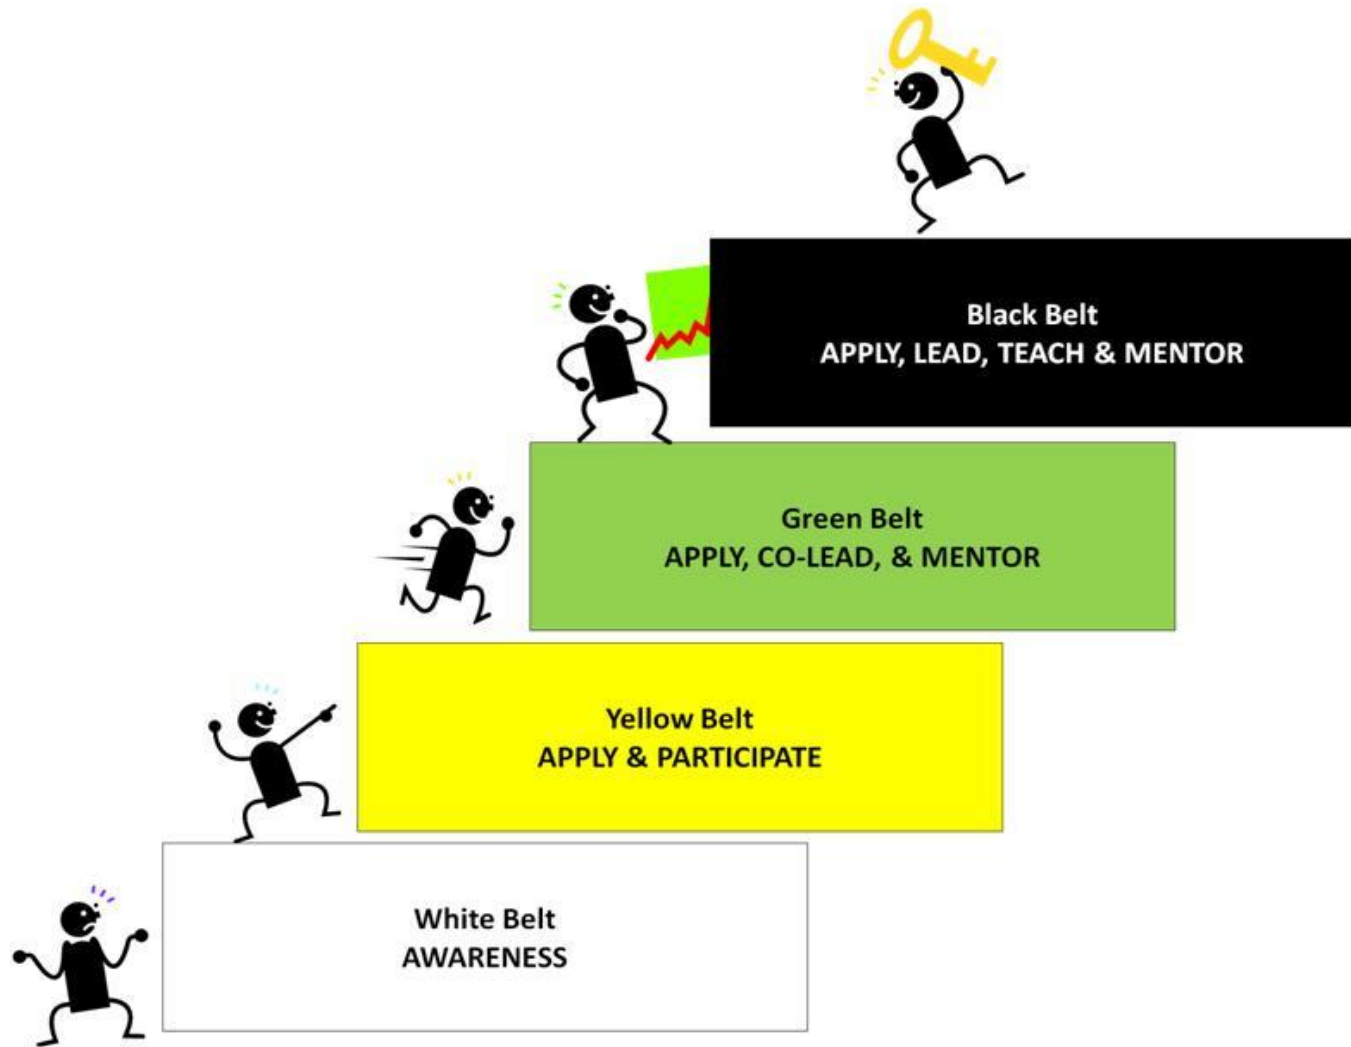 Black Belt
APPLY, LEAD, TEACH & MENTOR
Green Belt
APPLY, CO-LEAD, & MENTOR
Yellow Belt
APPLY & PARTICIPATE
White Belt
AWARENESS